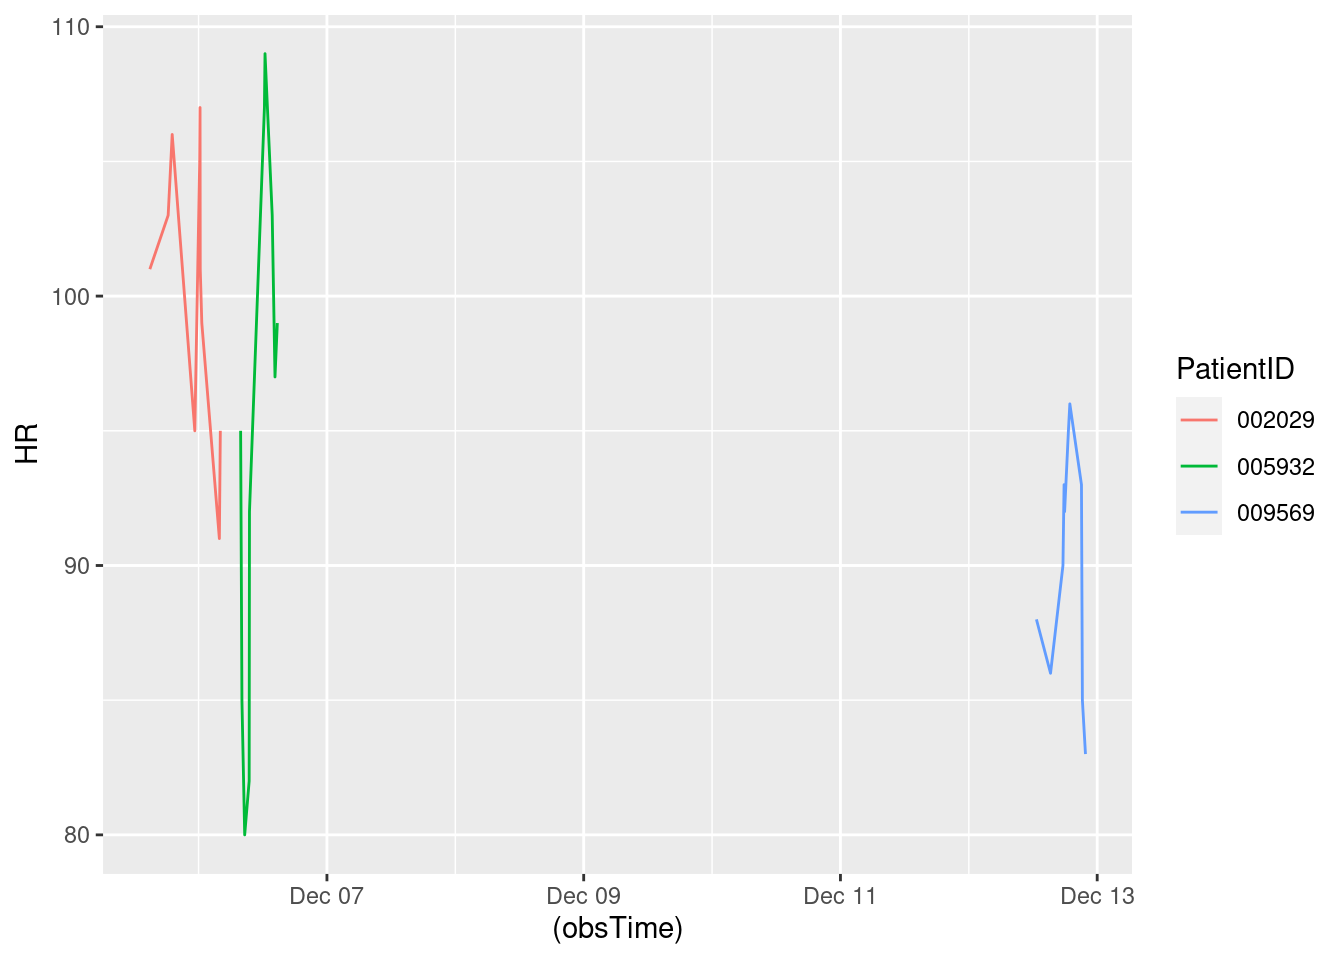 110
100
90
80
HR
Dec 07
Dec 09
Dec 11
Dec 13
(obsTime)
PatientID
002029
005932
009569